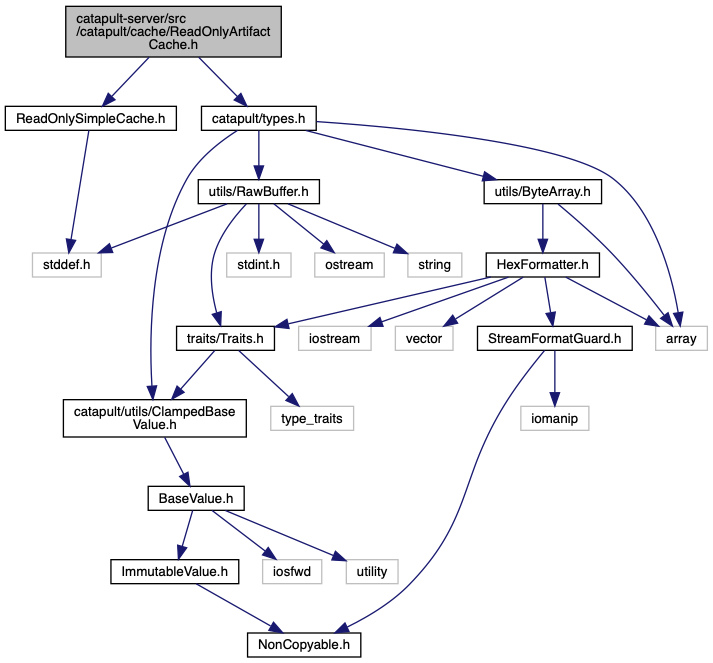 catapult-server/src
/catapult/cache/ReadOnlyArtifact
Cache.h
ReadOnlySimpleCache.h
catapult/types.h
utils/RawBuffer.h
utils/ByteArray.h
stddef.h
stdint.h
ostream
string
HexFormatter.h
traits/Traits.h
iostream
vector
StreamFormatGuard.h
array
catapult/utils/ClampedBase
Value.h
type_traits
iomanip
BaseValue.h
ImmutableValue.h
iosfwd
utility
NonCopyable.h